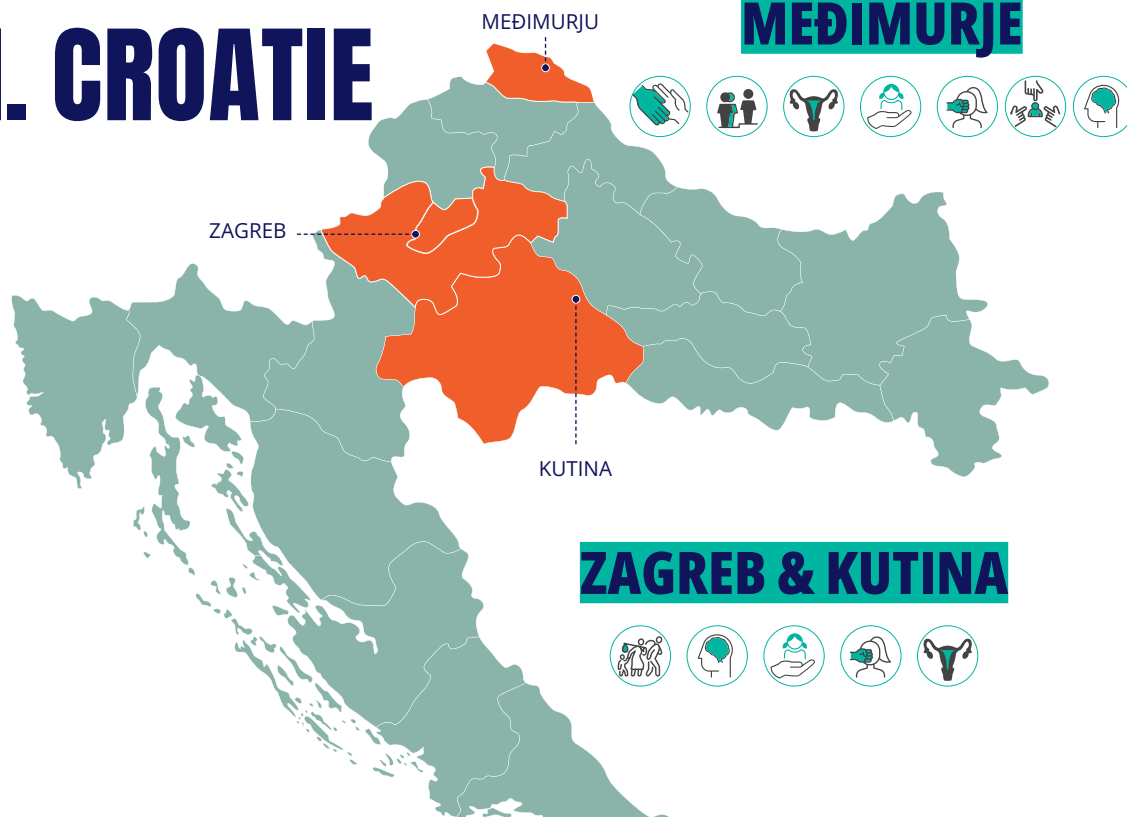 . CROATIE
MEĐIMURJU
MEĐIMURJE
ZAGREB
KUTINA
ZAGREB & KUTINA